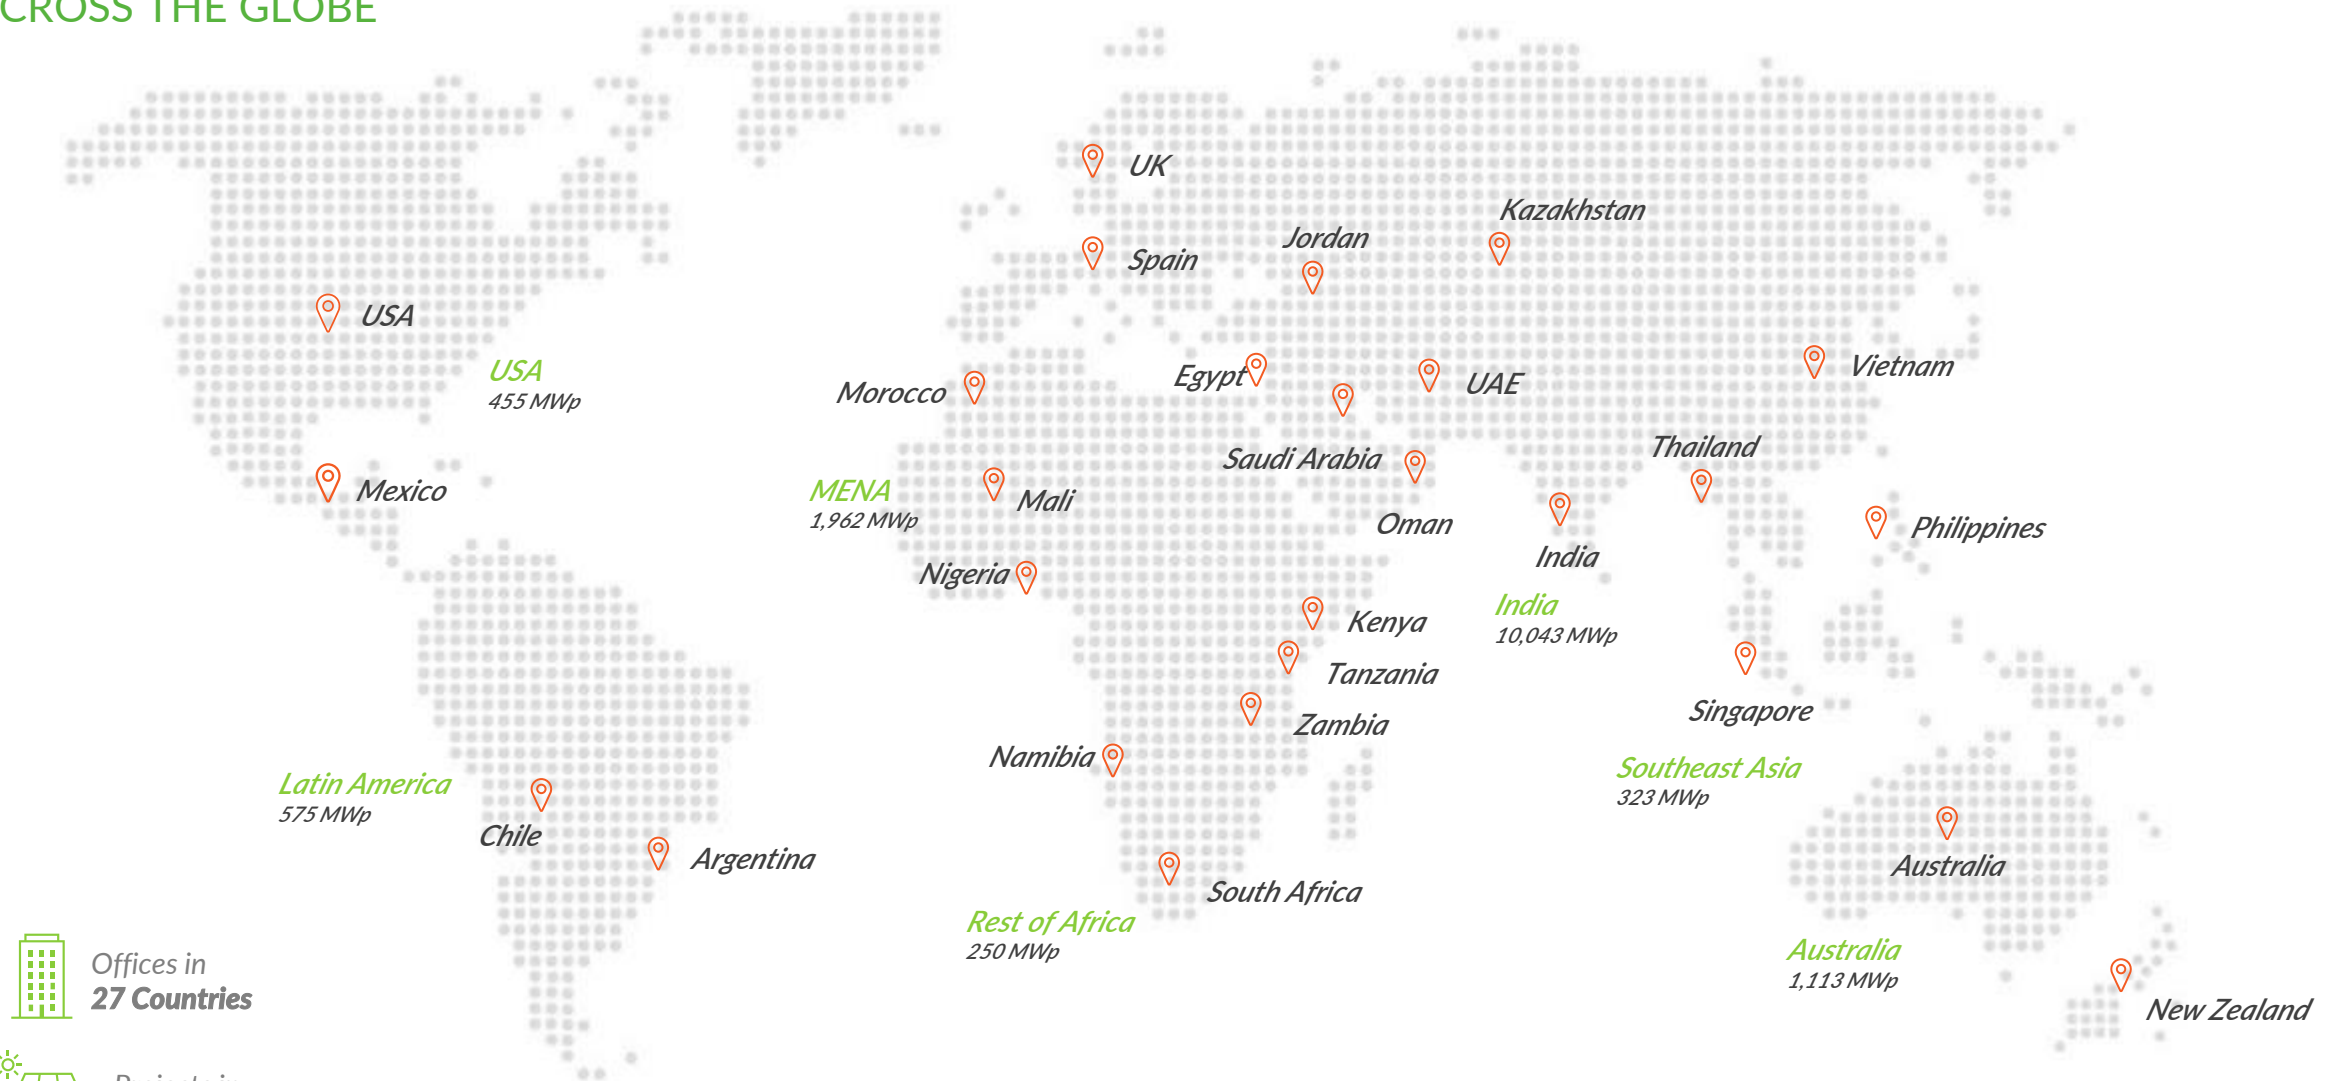 CROSS THE GLOBE
UK
Kazakhstan
Jordan
Spain
USA
USA
455 MWp
Morocco
Egypt
UAE
Vietnam
Saudi Arabia
Thailand
Mexico
MENA
1,962 MWp
Mali
Oman
India
Philippines
Nigeria
India
10,043 MWp
Kenya
Tanzania
Zambia
Singapore
Namibia
Latin America
575 MWp
Southeast Asia
323 MWp
Chile
Argentina
Australia
South Africa
Rest of Africa
250 MWp
Australia
1,113 MWp
Offices in
27 Countries
New Zealand
Projects in